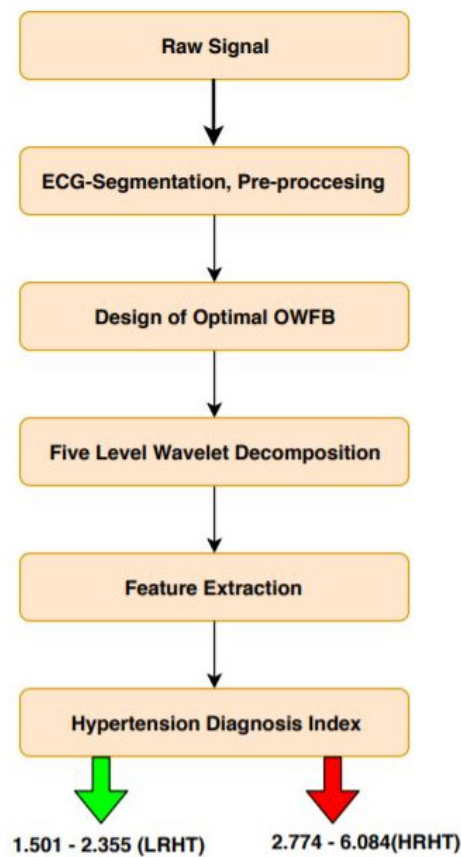 Raw Signal
ECG-Segmentation, Pre-proccesing
Design of Optimal OWFB
Five Level Wavelet Decomposition
Feature Extraction
Hypertension Diagnosis Index
1.501 - 2.355 (LRHT)
2.774 - 6.084(HRHT)